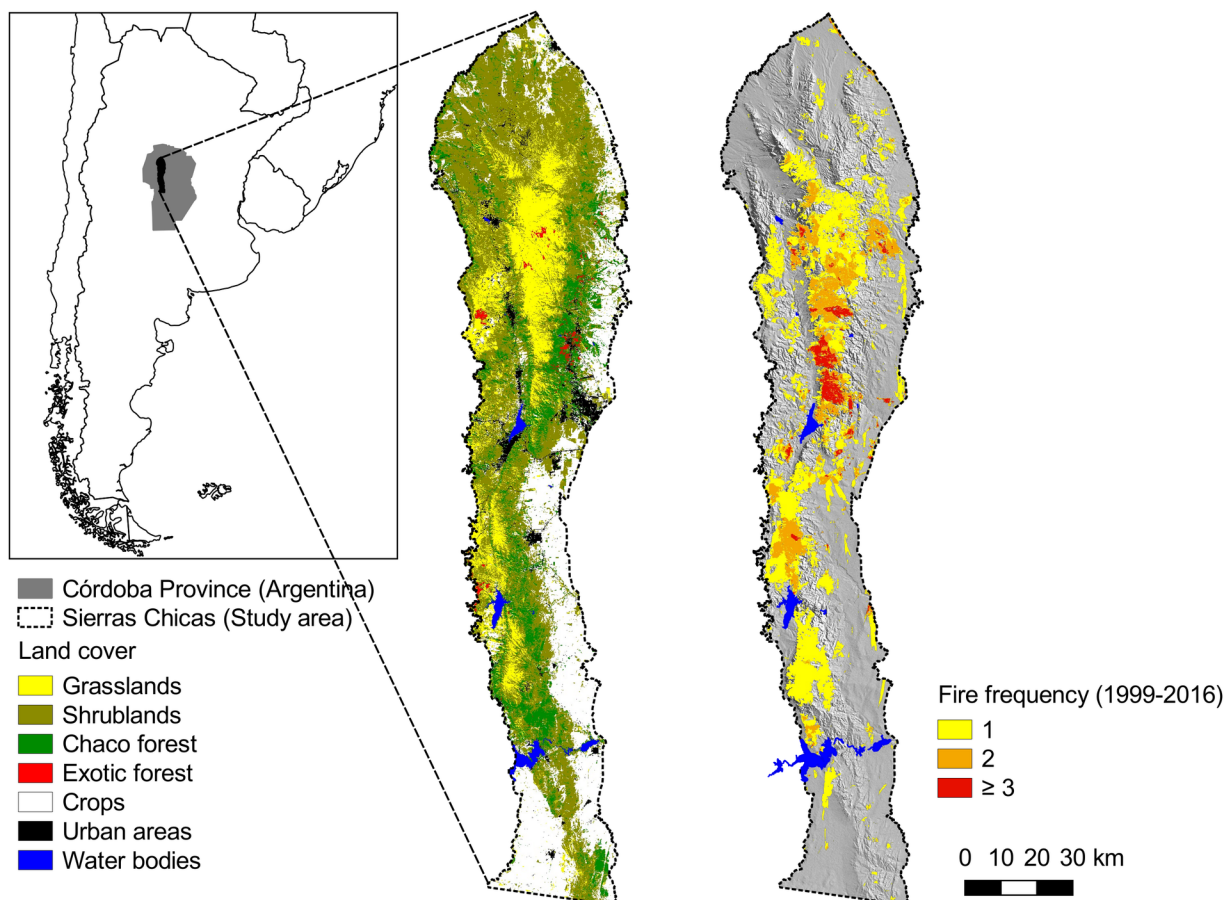 Córdoba Province (Argentina)
Sierras Chicas (Study area)
Land cover
Grasslands
Shrublands
Chaco forest
Exotic forest
Crops
Urban areas
Water bodies
Fire frequency (1999-2016)
1
2
≥ 3
0 10 20 30 km